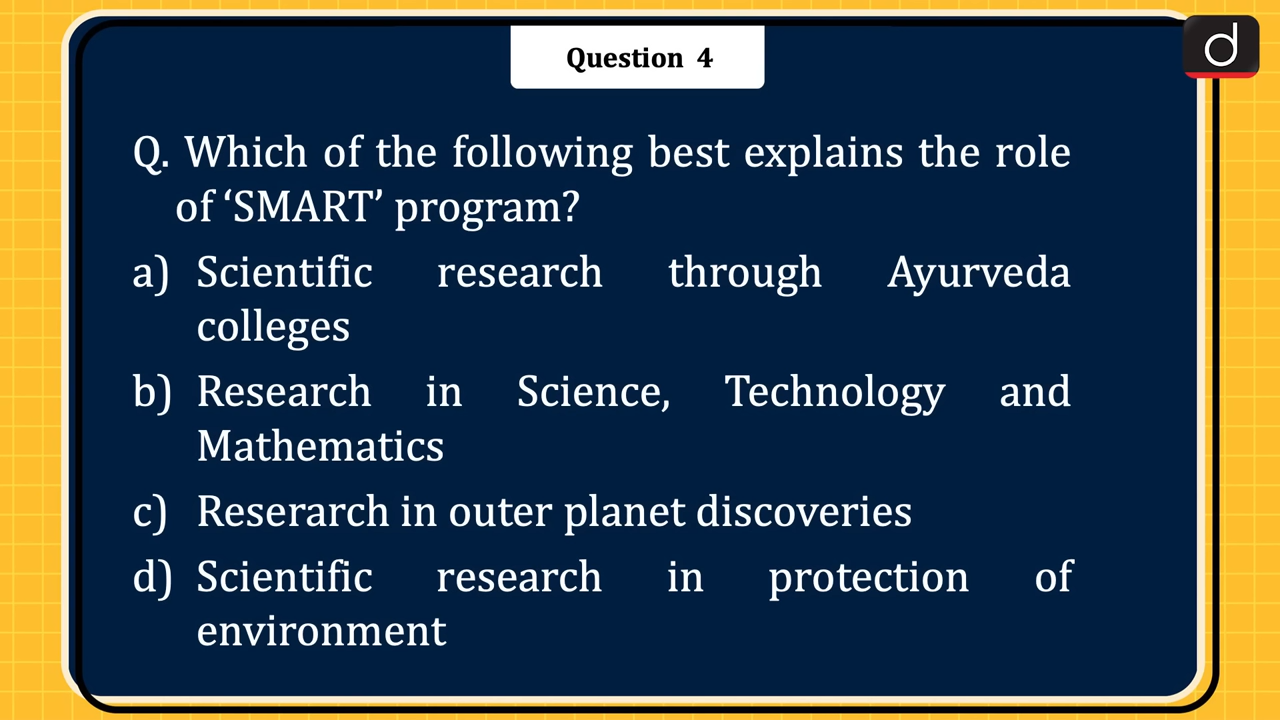 Question 4
d
Q. Which of the following best explains the role
of ‘SMART’ program?
a) Scientific research through Ayurveda
colleges
b) Research in Science, Technology and
Mathematics
c) Reserarch in outer planet discoveries
d) Scientific research in protection of
environment